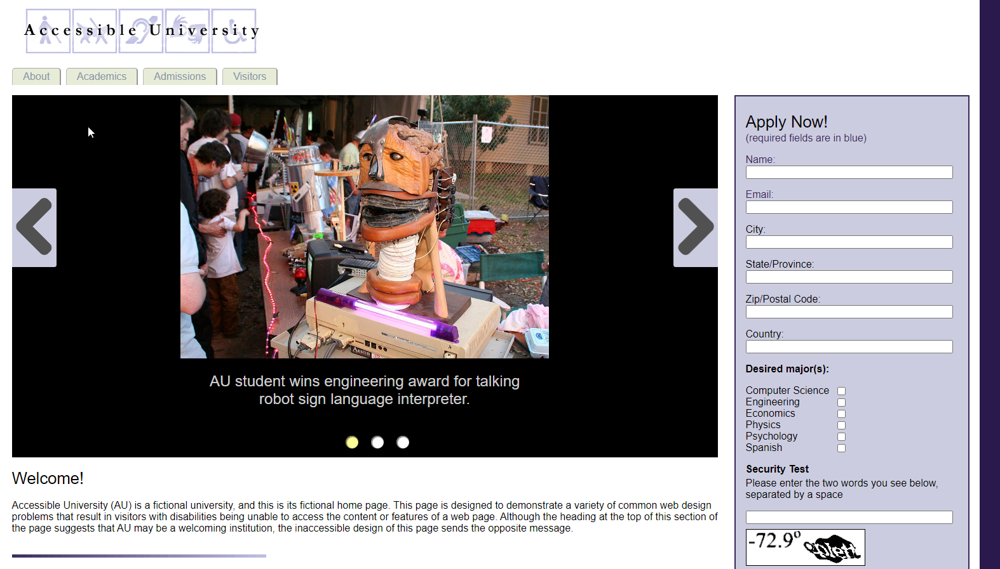 Accessible University
About
Academics
Admissions
Visitors
Austin
AU student wins engineering award for talking
robot sign language interpreter.
Welcome!
Accessible University (AU) is a fictional university, and this is its fictional home page. This page is designed to demonstrate a variety of common web design
problems that result in visitors with disabilities being unable to access the content or features of a web page. Although the heading at the top of this section of
the page suggests that AU may be a welcoming institution, the inaccessible design of this page sends the opposite message.
Apply Now!
(required fields are in blue)
Name:
Email:
City:
State/Province:
Zip/Postal Code:
Country:
Desired major(s):
Computer Science
Engineering
Economics
Physics
Psychology
Spanish
Security Test
Please enter the two words you see below,
separated by a space
-72.9º